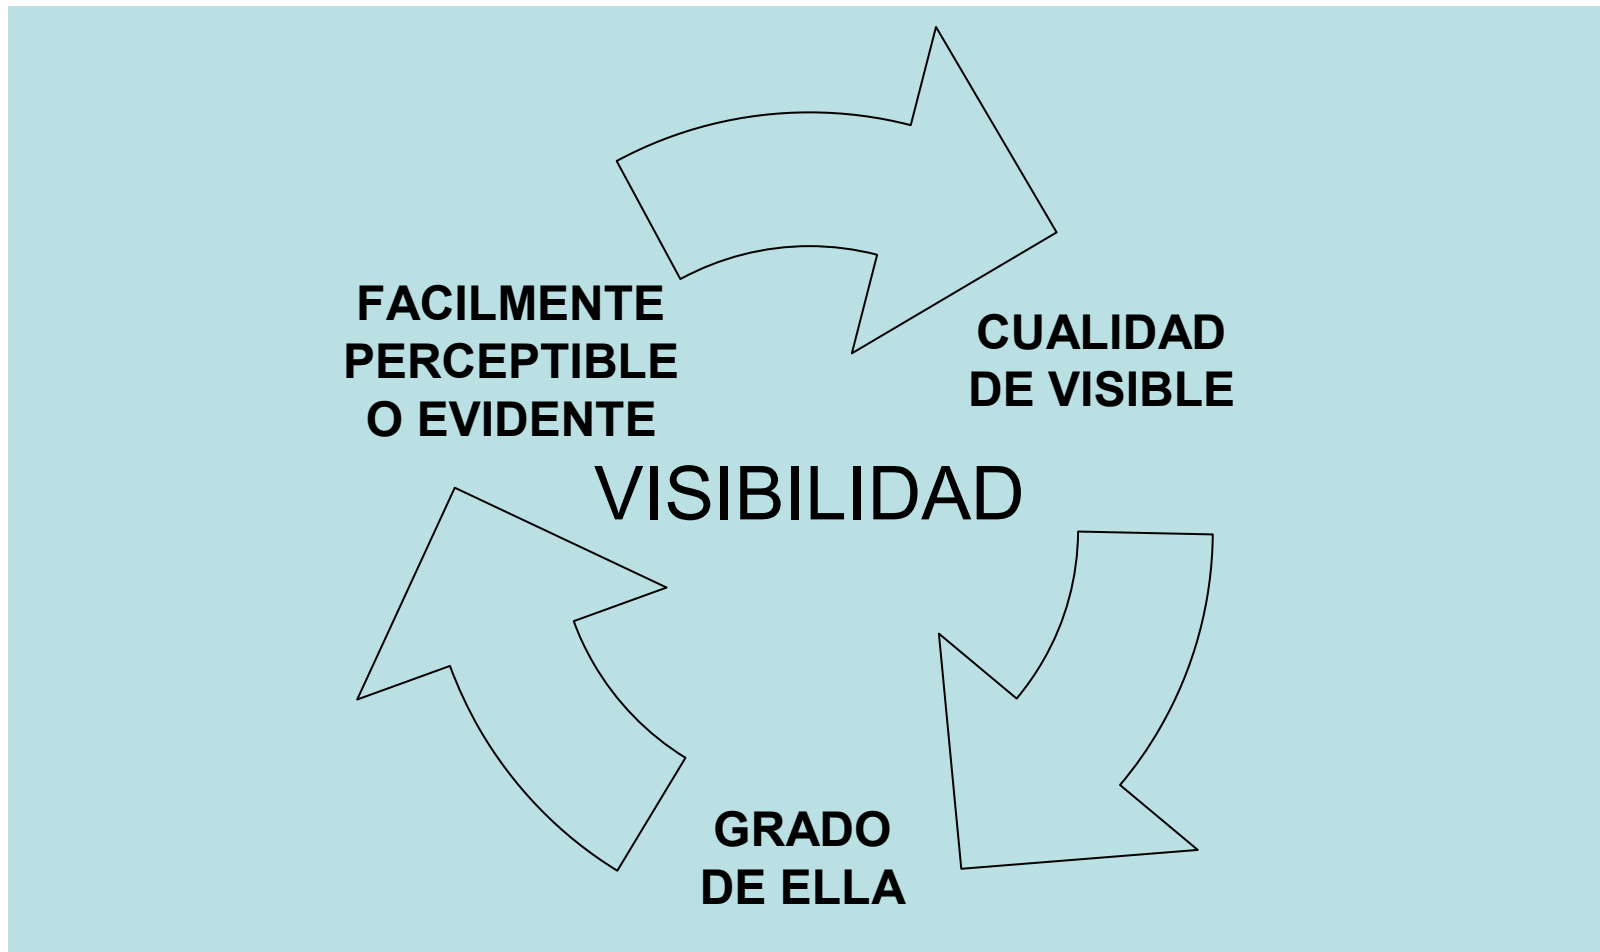 FACILMENTE
PERCEPTIBLE
O EVIDENTE
CUALIDAD
DE VISIBLE
VISIBILIDAD
GRADO
DE ELLA